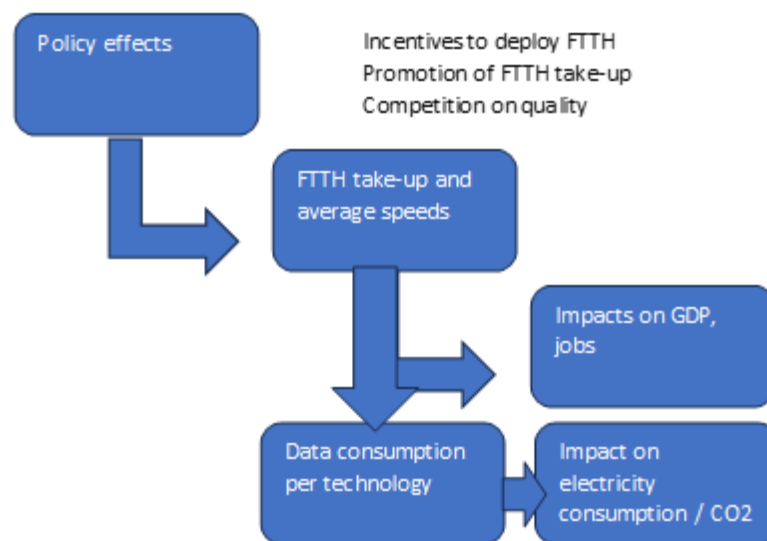 Policy effects
Incentives to deploy FTTH
Promotion of FTTH take-up
Competition on quality
FTTH take-up and
average speeds
Impacts on GDP,
jobs
Data consumption
per technology
Impact on
electricity
consumption / CO2